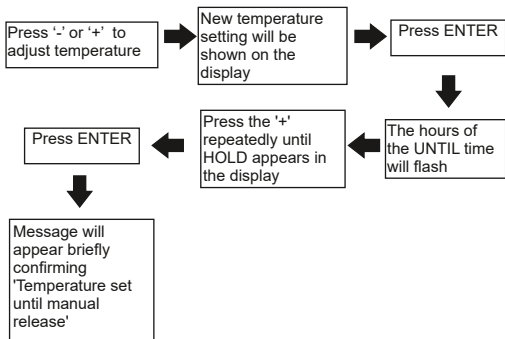 Press ‘-’ or ‘+’ to
adjust temperature
New temperature
setting will be
shown on the
display
Press ENTER
The hours of
the UNTIL time
will flash
Press the '+'
repeatedly until
HOLD appears in
the display
Press ENTER
Message will
appear briefly
confirming
'Temperature set
until manual
release'